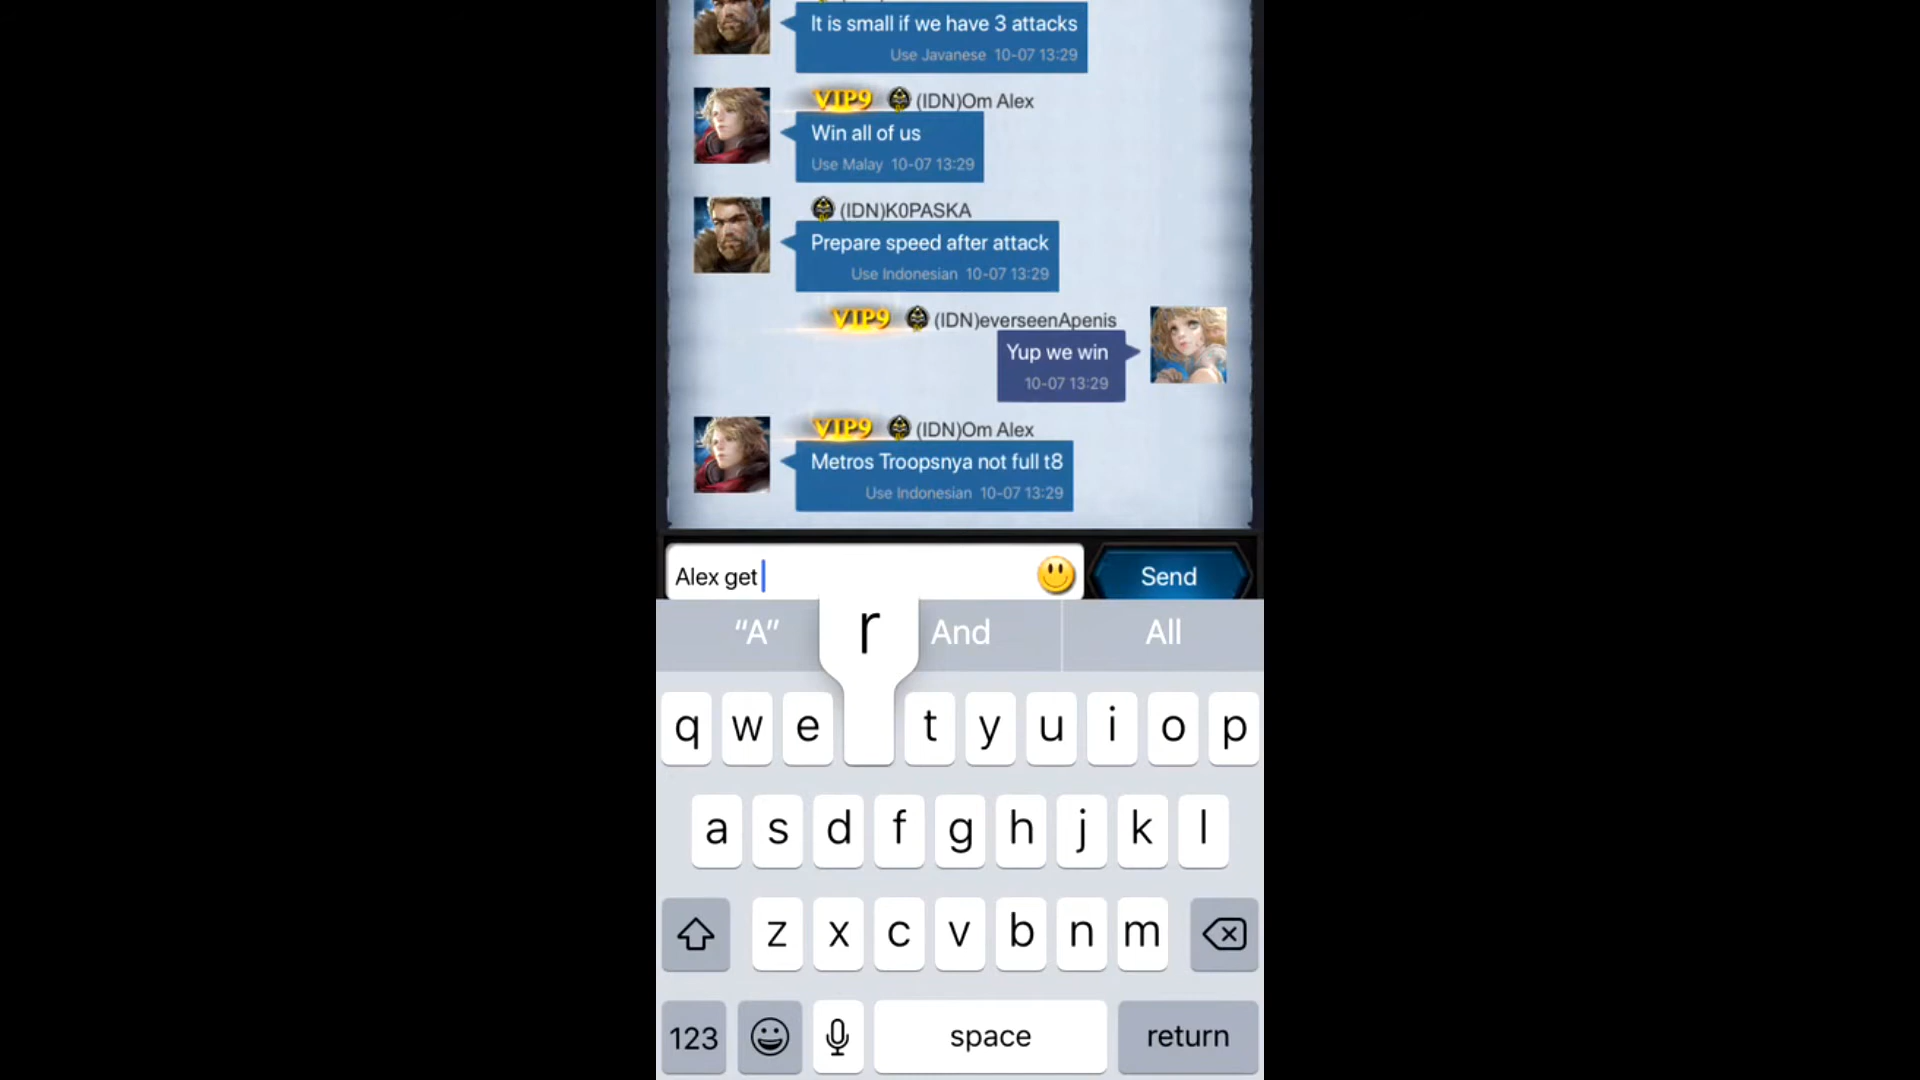 It is small if we have 3 attacks
Use Javanese 10-07 13:29
VIP9 (IDN)Om Alex
Win all of us
Use Malay 10-07 13:29
(IDN)K0PASKA
Prepare speed after attack
Use Indonesian 10-07 13:29
VIP9 (IDN)everseenApenis
Yup we win
10-07 13:29
VIP9 (IDN)Om Alex
Metros Troopsnya not full t8
Use Indonesian 10-07 13:29
Alex get
Send
“A” r And All
q w e t y u i o p
a s d f g h j k l
z x c v b n m
123 space return